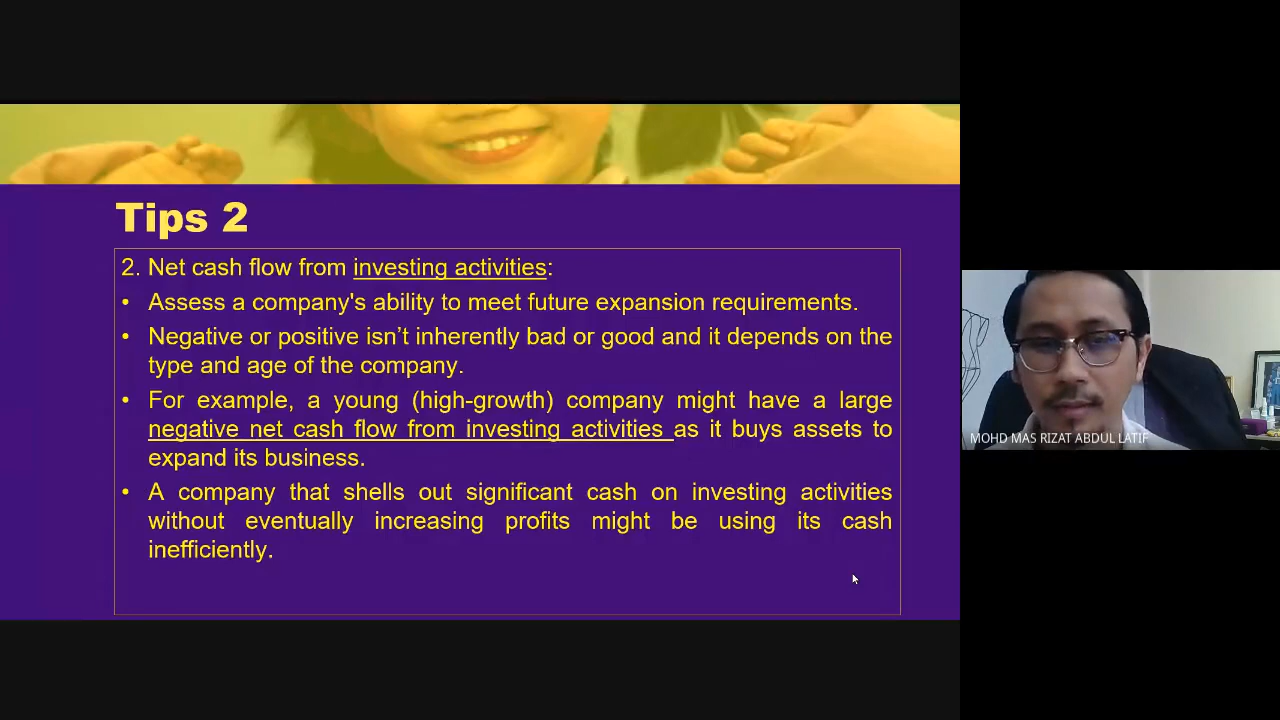 Tips 2
2. Net cash flow from investing activities:
• Assess a company's ability to meet future expansion requirements.
• Negative or positive isn’t inherently bad or good and it depends on the
type and age of the company.
• For example, a young (high-growth) company might have a large
negative net cash flow from investing activities as it buys assets to
expand its business.
• A company that shells out significant cash on investing activities
without eventually increasing profits might be using its cash
inefficiently.
MOHD MAS RIZAT ABDUL LATIF